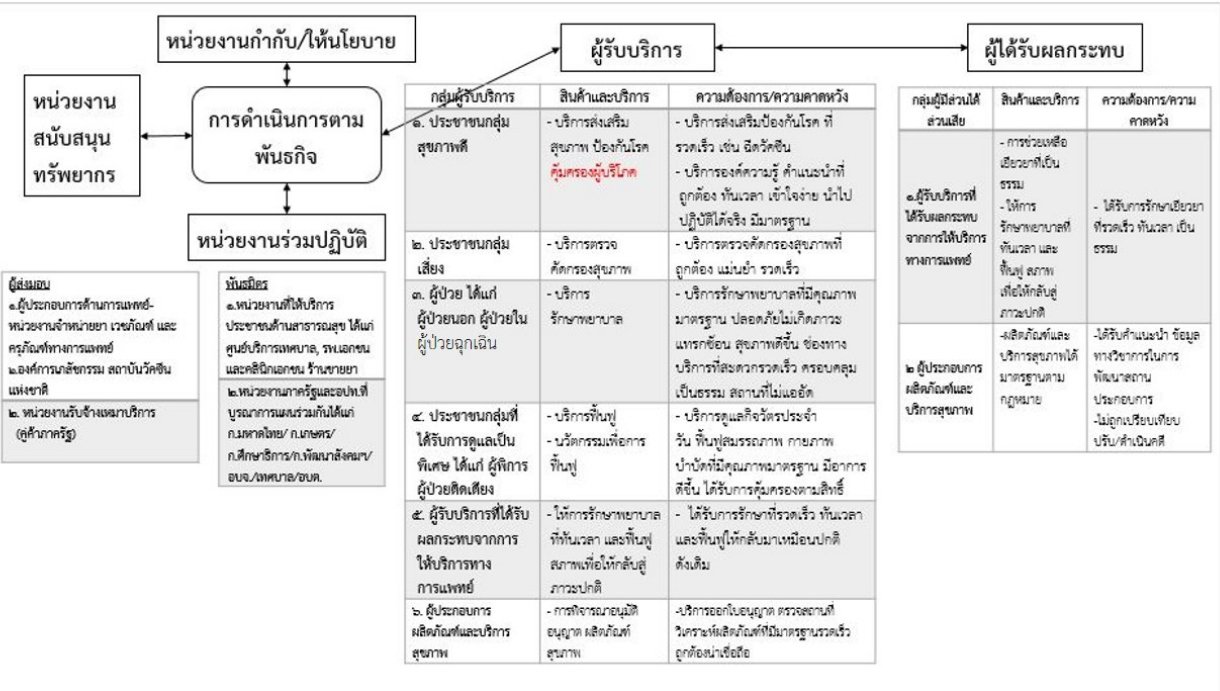 หน่วยงานกำกับ/ให้นโยบาย
หน่วยงาน
สนับสนุน
ทรัพยากร
การดำเนินการตาม
พันธกิจ
หน่วยงานร่วมปฏิบัติ
ผู้รับบริการ
ผู้ได้รับผลกระทบ
ผู้ส่งมอบ
๑.ผู้ประกอบการด้านการแพทย์-
หน่วยงานจำหน่ายยา เวชภัณฑ์ และ
ครุภัณฑ์ทางการแพทย์
๒.องค์การเภสัชกรรม สถาบันวัคซีน
แห่งชาติ
๒. หน่วยงานรับจ้างเหมาบริการ
(คู่ค้าภาครัฐ)
พันธมิตร
๑.หน่วยงานที่ให้บริการ
ประชาชนด้านสาธารณสุข ได้แก่
ศูนย์บริการเทศบาล, รพ.เอกชน
และคลินิกเอกชน ร้านขายยา
๒.หน่วยงานภาครัฐและอปท.ที่
บูรณาการแผนร่วมกันได้แก่
ก.มหาดไทย/ ก.เกษตร/
ก.ศึกษาธิการ/ก.พัฒนาสังคมฯ/
อบจ./เทศบาล/อบต.
กลุ่มผู้รับบริการ
สินค้าและบริการ
ความต้องการ/ความคาดหวัง
๑. ประชาชนกลุ่ม
สุขภาพดี
- บริการส่งเสริม
สุขภาพ ป้องกันโรค
คุ้มครองผู้บริโภค
- บริการส่งเสริมป้องกันโรค ที่
รวดเร็ว เช่น ฉีดวัคซีน
- บริการองค์ความรู้ คำแนะนำที่
ถูกต้อง ทันเวลา เข้าใจง่าย นำไป
ปฏิบัติได้จริง มีมาตรฐาน
๒. ประชาชนกลุ่ม
เสี่ยง
- บริการตรวจ
คัดกรองสุขภาพ
- บริการตรวจคัดกรองสุขภาพที่
ถูกต้อง แม่นยำ รวดเร็ว
๓. ผู้ป่วย ได้แก่
ผู้ป่วยนอก ผู้ป่วยใน
ผู้ป่วยฉุกเฉิน
- บริการ
รักษาพยาบาล
- บริการรักษาพยาบาลที่มีคุณภาพ
มาตรฐาน ปลอดภัยไม่เกิดภาวะ
แทรกซ้อน สุขภาพดีขึ้น ช่องทาง
บริการที่สะดวกรวดเร็ว ครอบคลุม
เป็นธรรม สถานที่ไม่แออัด
๔. ประชาชนกลุ่มที่
ได้รับการดูแลเป็น
พิเศษ ได้แก่ ผู้พิการ
ผู้ป่วยติดเตียง
- บริการฟื้นฟู
- นวัตกรรมเพื่อการ
ฟื้นฟู
- บริการดูแลกิจวัตรประจำ
วัน ฟื้นฟูสมรรถภาพ กายภาพ
บำบัดที่มีคุณภาพมาตรฐาน มีอาการ
ดีขึ้น ได้รับการคุ้มครองตามสิทธิ์
๕. ผู้รับบริการที่ได้รับ
ผลกระทบจากการ
ให้บริการทาง
การแพทย์
- ให้การรักษาพยาบาล
ที่ทันเวลา และฟื้นฟู
สภาพเพื่อให้กลับสู่
ภาวะปกติ
- ได้รับการรักษาที่รวดเร็ว ทันเวลา
และฟื้นฟูให้กลับมาเหมือนปกติ
ดังเดิม
๖. ผู้ประกอบการ
ผลิตภัณฑ์และบริการ
สุขภาพ
- การพิจารณาอนุมัติ
อนุญาต ผลิตภัณฑ์
สุขภาพ
-บริการออกใบอนุญาต ตรวจสถานที่
วิเคราะห์ผลิตภัณฑ์ที่มีมาตรฐานรวดเร็ว
ถูกต้องน่าเชื่อถือ
กลุ่มผู้มีส่วนได้
ส่วนเสีย
สินค้าและบริการ
ความต้องการ/ความ
คาดหวัง
๑.ผู้รับบริการที่
ได้รับผลกระทบ
จากการให้บริการ
ทางการแพทย์
- การช่วยเหลือ
เยียวยาที่เป็น
ธรรม
- ให้การ
รักษาพยาบาลที่
ทันเวลา และ
ฟื้นฟู สภาพ
เพื่อให้กลับสู่
ภาวะปกติ
- ได้รับการรักษาเยียวยา
ที่รวดเร็ว ทันเวลา เป็น
ธรรม
๒ ผู้ประกอบการ
ผลิตภัณฑ์และ
บริการสุขภาพ
-ผลิตภัณฑ์และ
บริการสุขภาพได้
มาตรฐานตาม
กฎหมาย
-ได้รับคำแนะนำ ข้อมูล
ทางวิชาการในการ
พัฒนาสถาน
ประกอบการ
-ไม่ถูกเปรียบเทียบ
ปรับ/ดำเนินคดี